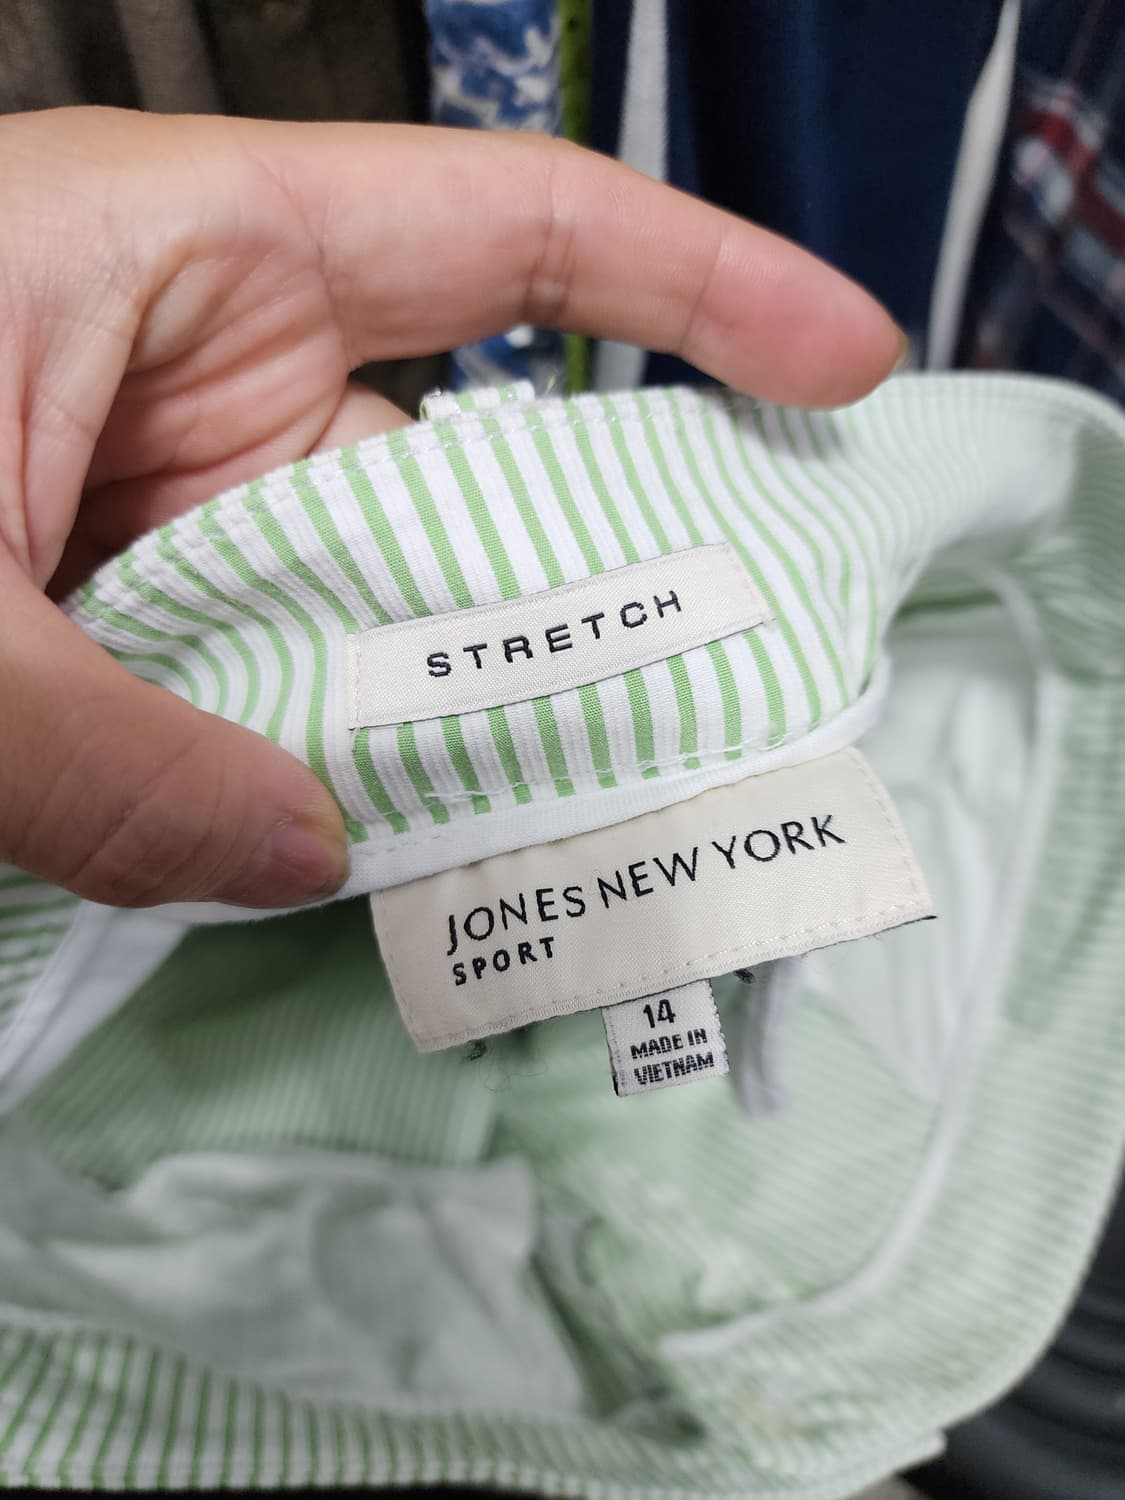 STRETCH
JONES NEW YORK
SPORT
14
MADE IN
VIETNAM